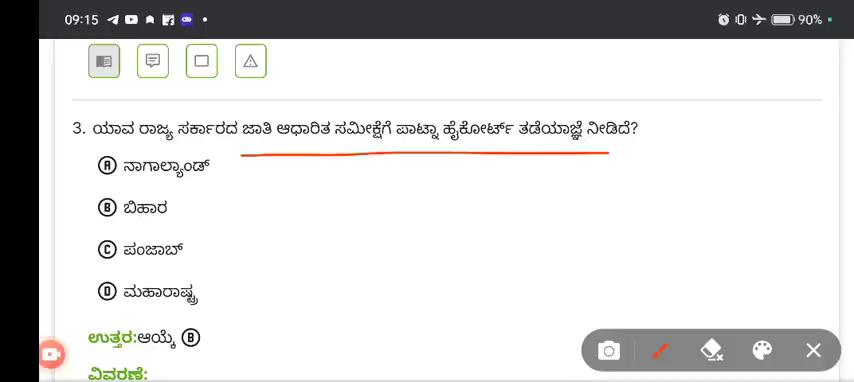 09:15
90%
3. ಯಾವ ರಾಜ್ಯ ಸರ್ಕಾರದ ಜಾತಿ ಆಧಾರಿತ ಸಮೀಕ್ಷೆಗೆ ಪಾಟ್ನಾ ಹೈಕೋರ್ಟ್ ತಡೆಯಾಜ್ಞೆ ನೀಡಿದೆ?
Ⓐ ನಾಗಾಲ್ಯಾಂಡ್
Ⓑ ಬಿಹಾರ
Ⓒ ಪಂಜಾಬ್
Ⓓ ಮಹಾರಾಷ್ಟ್ರ
ಉತ್ತರ:ಆಯ್ಕೆ Ⓑ
ವಿವರಣೆ: